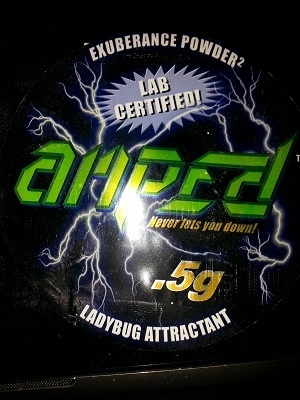 EXUBERANCE POWDER²
LAB
CERTIFIED!
AMPED
TM
Never lets you down!
.5g
LADYBUG ATTRACTANT